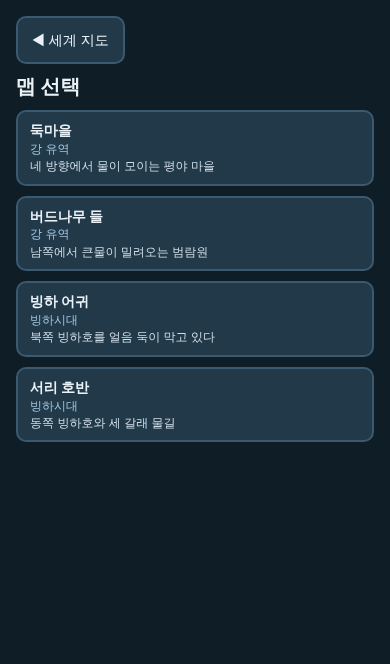 ◀ 세계 지도
맵 선택
둑마을
강 유역
네 방향에서 물이 모이는 평야 마을
버드나무 들
강 유역
남쪽에서 큰물이 밀려오는 범람원
빙하 어귀
빙하시대
북쪽 빙하호를 얼음 둑이 막고 있다
서리 호반
빙하시대
동쪽 빙하호와 세 갈래 물길